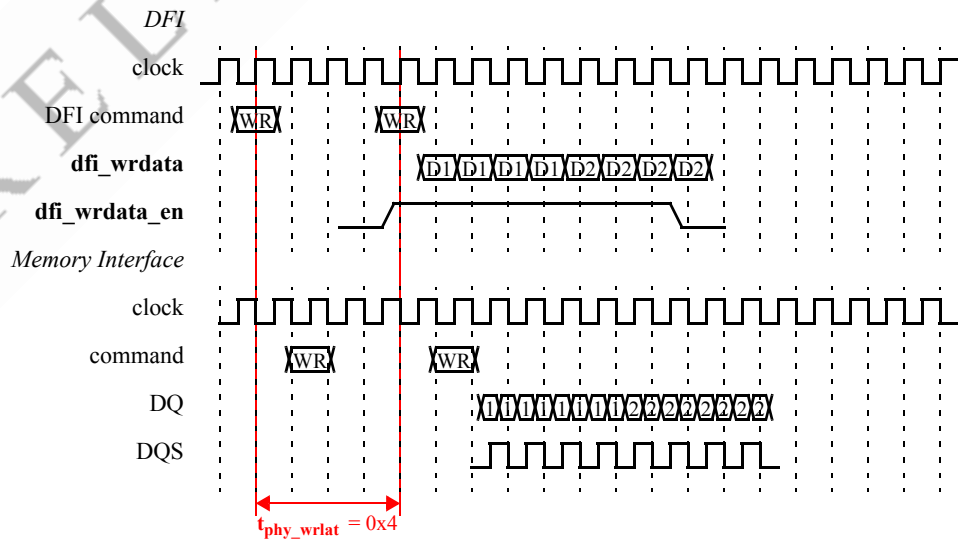 DFI
clock
DFI command WR WR
dfi_wrdata D1 D1 D1 D1 D2 D2 D2 D2
dfi_wrdata_en
Memory Interface
clock
command WR WR
DQ 1 1 1 1 1 1 1 1 2 2 2 2 2 2 2 2
DQS
tphy_wrlat = 0x4